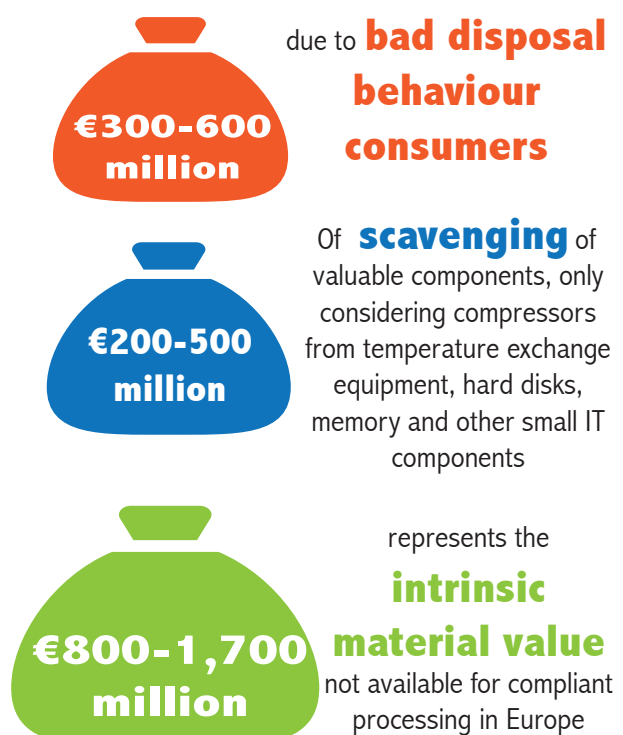 €300-600
million
due to bad disposal
behaviour
consumers
€200-500
million
Of scavenging of
valuable components, only
considering compressors
from temperature exchange
equipment, hard disks,
memory and other small IT
components
€800-1,700
million
represents the
intrinsic
material value
not available for compliant
processing in Europe